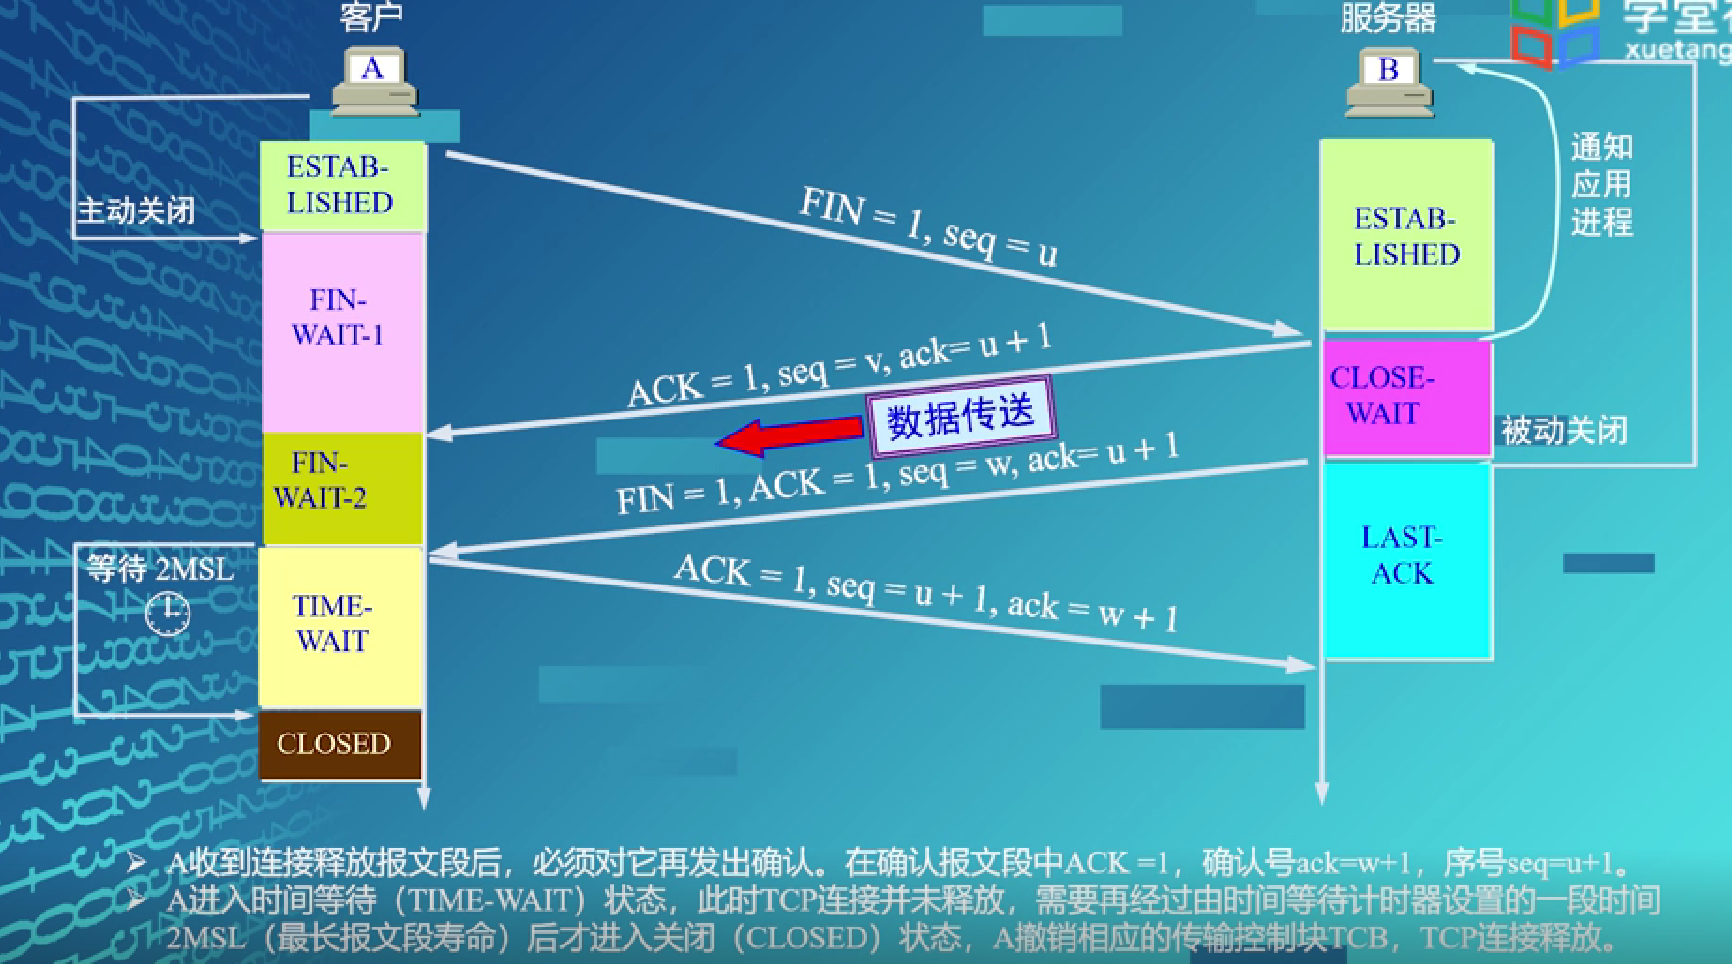 客户
服务器
学堂
xuetang
A
B
ESTAB-
LISHED
主动关闭
FIN = 1, seq = u
ESTAB-
LISHED
通知
应用
进程
FIN-
WAIT-1
ACK = 1, seq = v, ack= u + 1
CLOSE-
WAIT
数据传送
被动关闭
FIN-
WAIT-2
FIN = 1, ACK = 1, seq = w, ack= u + 1
LAST-
ACK
等待 2MSL
ACK = 1, seq = u + 1, ack = w + 1
TIME-
WAIT
CLOSED
➢ A收到连接释放报文段后，必须对它再发出确认。在确认报文段中ACK =1，确认号ack=w+1，序号seq=u+1。
➢ A进入时间等待（TIME-WAIT）状态，此时TCP连接并未释放，需要再经过由时间等待计时器设置的一段时间
2MSL（最长报文段寿命）后才进入关闭（CLOSED）状态，A撤销相应的传输控制块TCB，TCP连接释放。